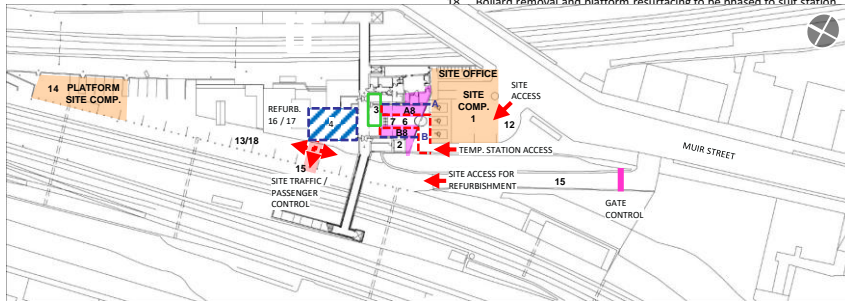 18 Bollard removal and platform resurfacing to be phased to suit station
14 PLATFORM
SITE COMP.
REFURB.
16 / 17
4
3
A8
A
7 6
B8
B
2
SITE OFFICE
SITE
COMP.
1
SITE
ACCESS
12
MUIR STREET
13/18
15
SITE TRAFFIC /
PASSENGER
CONTROL
TEMP. STATION ACCESS
SITE ACCESS FOR
REFURBISHMENT
15
GATE
CONTROL